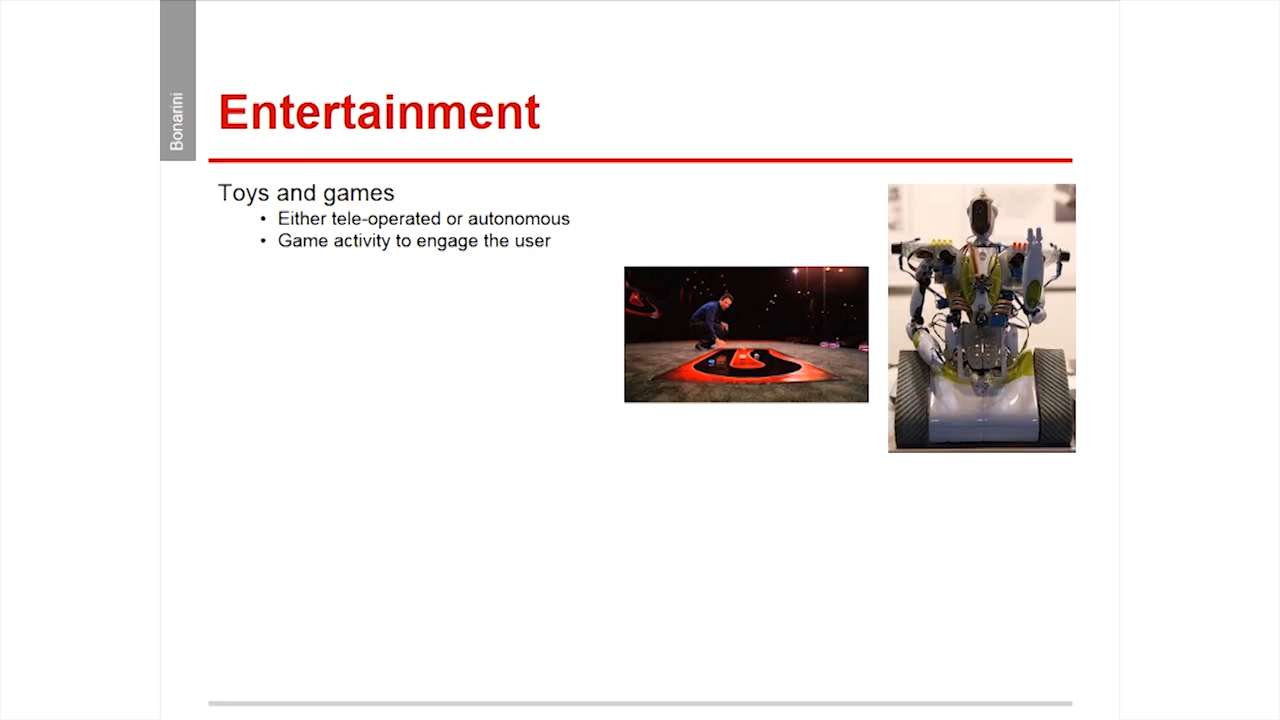 Bonarini
Entertainment
Toys and games
• Either tele-operated or autonomous
• Game activity to engage the user